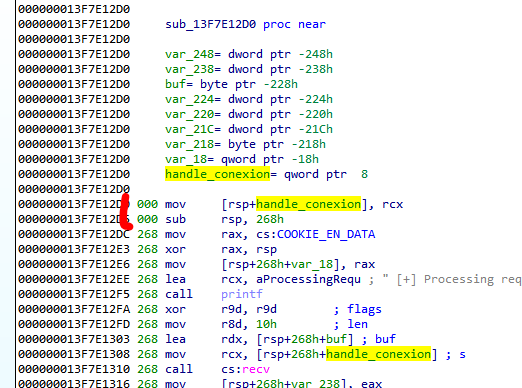 000000013F7E12D0
000000013F7E12D0 sub_13F7E12D0 proc near
000000013F7E12D0
000000013F7E12D0 var_248= dword ptr -248h
000000013F7E12D0 var_238= dword ptr -238h
000000013F7E12D0 buf= byte ptr -228h
000000013F7E12D0 var_224= dword ptr -224h
000000013F7E12D0 var_220= dword ptr -220h
000000013F7E12D0 var_21C= dword ptr -21Ch
000000013F7E12D0 var_218= byte ptr -218h
000000013F7E12D0 var_18= qword ptr -18h
000000013F7E12D0 handle_conexion= qword ptr 8
000000013F7E12D0
000000013F7E12D0 000 mov [rsp+handle_conexion], rcx
000000013F7E12D5 000 sub rsp, 268h
000000013F7E12DC 268 mov rax, cs:COOKIE_EN_DATA
000000013F7E12E3 268 xor rax, rsp
000000013F7E12E6 268 mov [rsp+268h+var_18], rax
000000013F7E12EE 268 lea rcx, aProcessingRequ ; " [+] Processing req
000000013F7E12F5 268 call printf
000000013F7E12FA 268 xor r9d, r9d ; flags
000000013F7E12FD 268 mov r8d, 10h ; len
000000013F7E1303 268 lea rdx, [rsp+268h+buf] ; buf
000000013F7E1308 268 mov rcx, [rsp+268h+handle_conexion] ; s
000000013F7E1310 268 call cs:recv
000000013F7E1316 268 mov [rsp+268h+var_238], eax